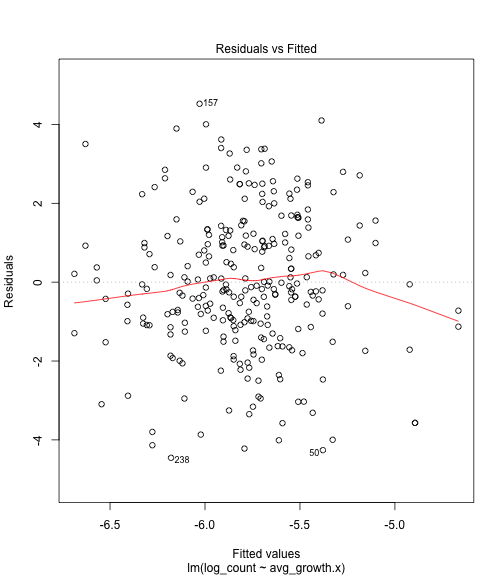 Residuals vs Fitted
Residuals
4
2
0
-2
-4
157
238
50
-6.5 -6.0 -5.5 -5.0
Fitted values
lm(log_count ~ avg_growth.x)